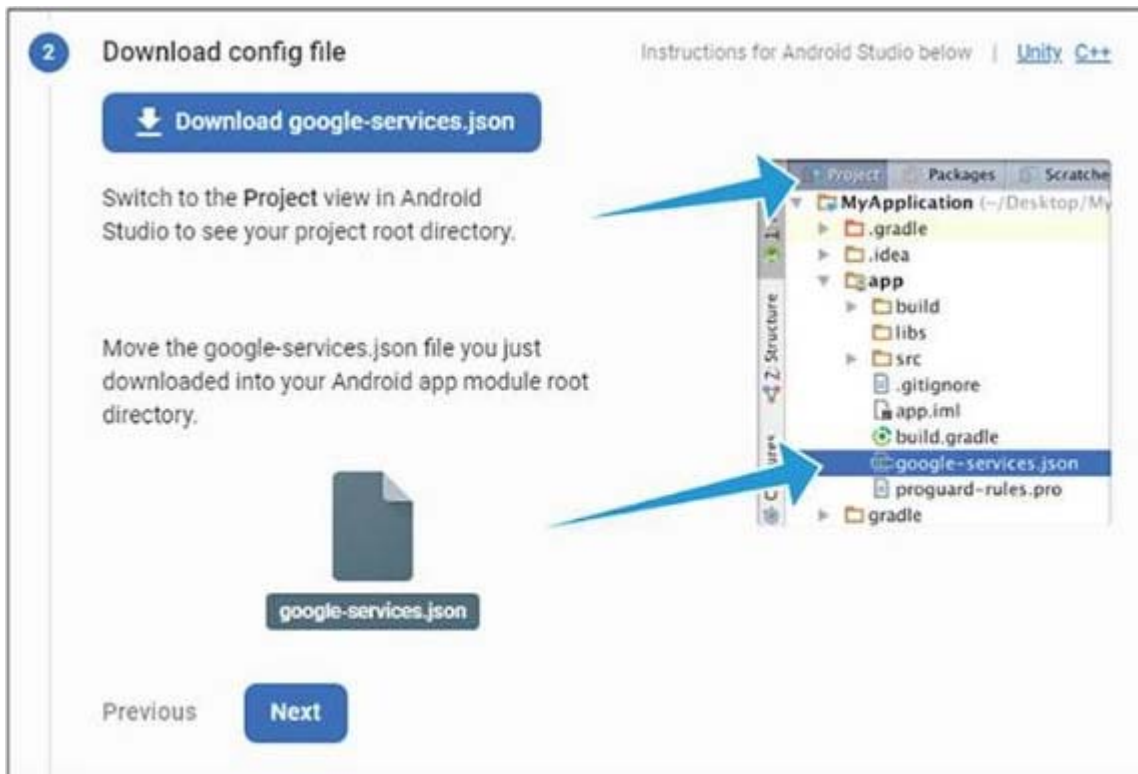 2
Download config file
Instructions for Android Studio below | Unity C++
Download google-services.json
Switch to the Project view in Android
Studio to see your project root directory.
Move the google-services.json file you just
downloaded into your Android app module root
directory.
google-services.json
Project Packages Scratche
MyApplication (~/Desktop/My
.gradle
.idea
app
build
libs
src
.gitignore
app.iml
build.gradle
google-services.json
proguard-rules.pro
gradle
Z: Structure
Previous
Next